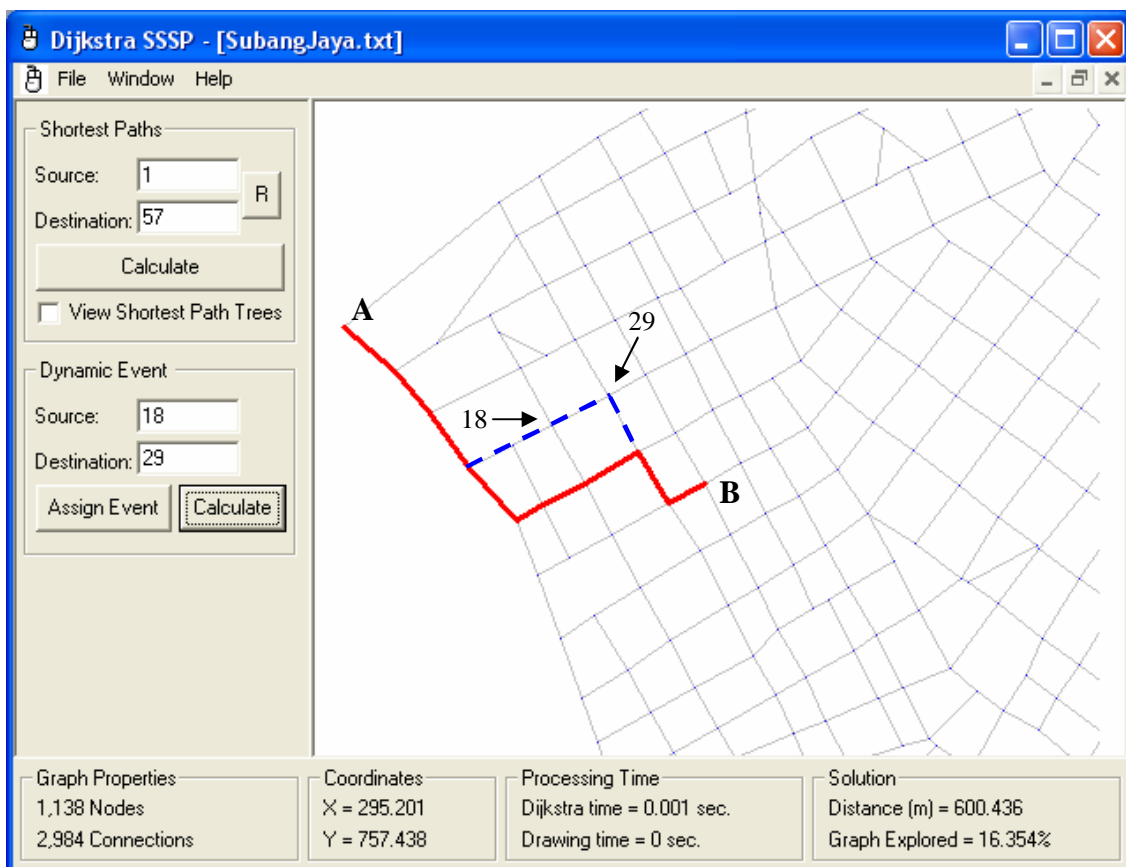 Dijkstra SSSP - [SubangJaya.txt]
File Window Help
Shortest Paths
Source: 1
R
Destination: 57
Calculate
View Shortest Path Trees
Dynamic Event
Source: 18
Destination: 29
Assign Event Calculate
A
29
18
B
Graph Properties
1,138 Nodes
2,984 Connections
Coordinates
X = 295.201
Y = 757.438
Processing Time
Dijkstra time = 0.001 sec.
Drawing time = 0 sec.
Solution
Distance (m) = 600.436
Graph Explored = 16.354%